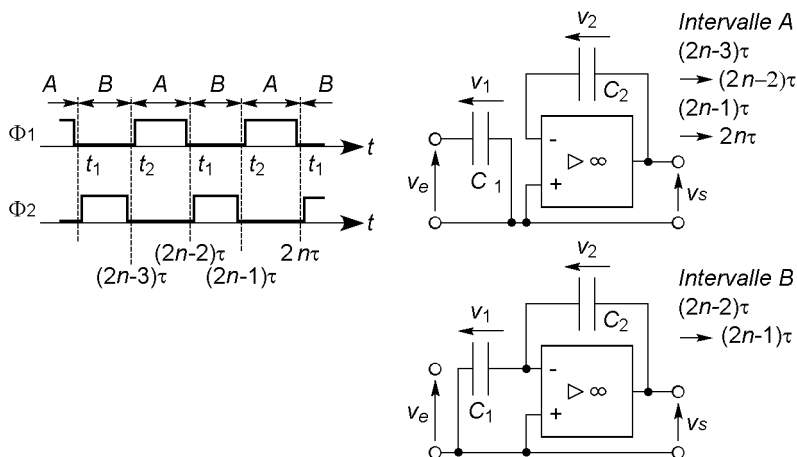 A B A B A B
Φ1
t
t₁ t₂ t₁ t₂ t₁
Φ2
t
(2n-2)τ 2nτ
(2n-3)τ (2n-1)τ
v₂
v₁
C₂
C₁
- ▷ ∞
+
vₑ
vₛ
Intervalle A
(2n-3)τ
→ (2n-2)τ
(2n-1)τ
→ 2nτ
v₂
v₁
C₂
C₁
- ▷ ∞
+
vₑ
vₛ
Intervalle B
(2n-2)τ
→ (2n-1)τ